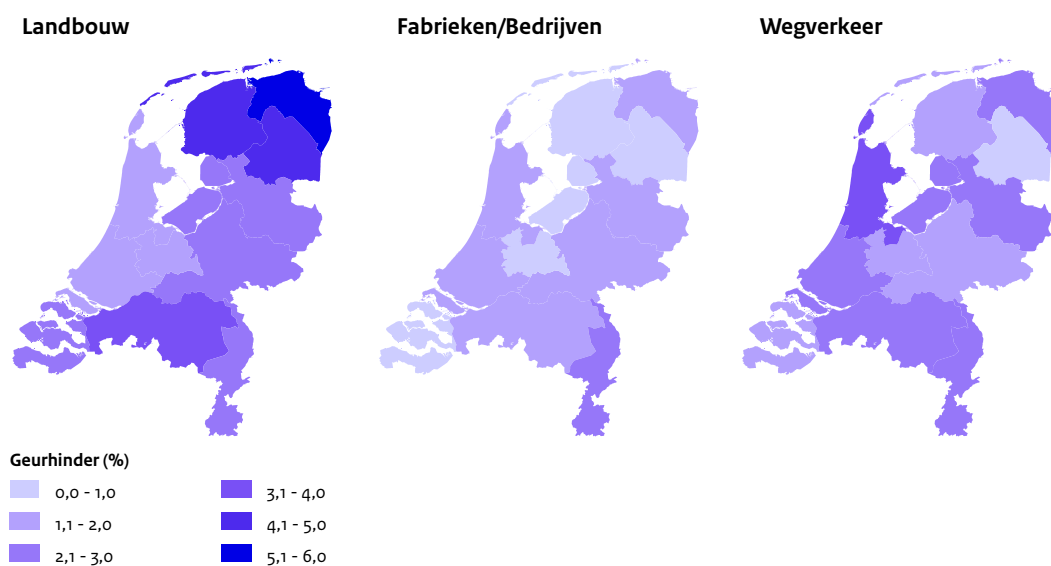 Landbouw
Fabrieken/Bedrijven
Wegverkeer
Geurhinder (%)
0,0 - 1,0
1,1 - 2,0
2,1 - 3,0
3,1 - 4,0
4,1 - 5,0
5,1 - 6,0